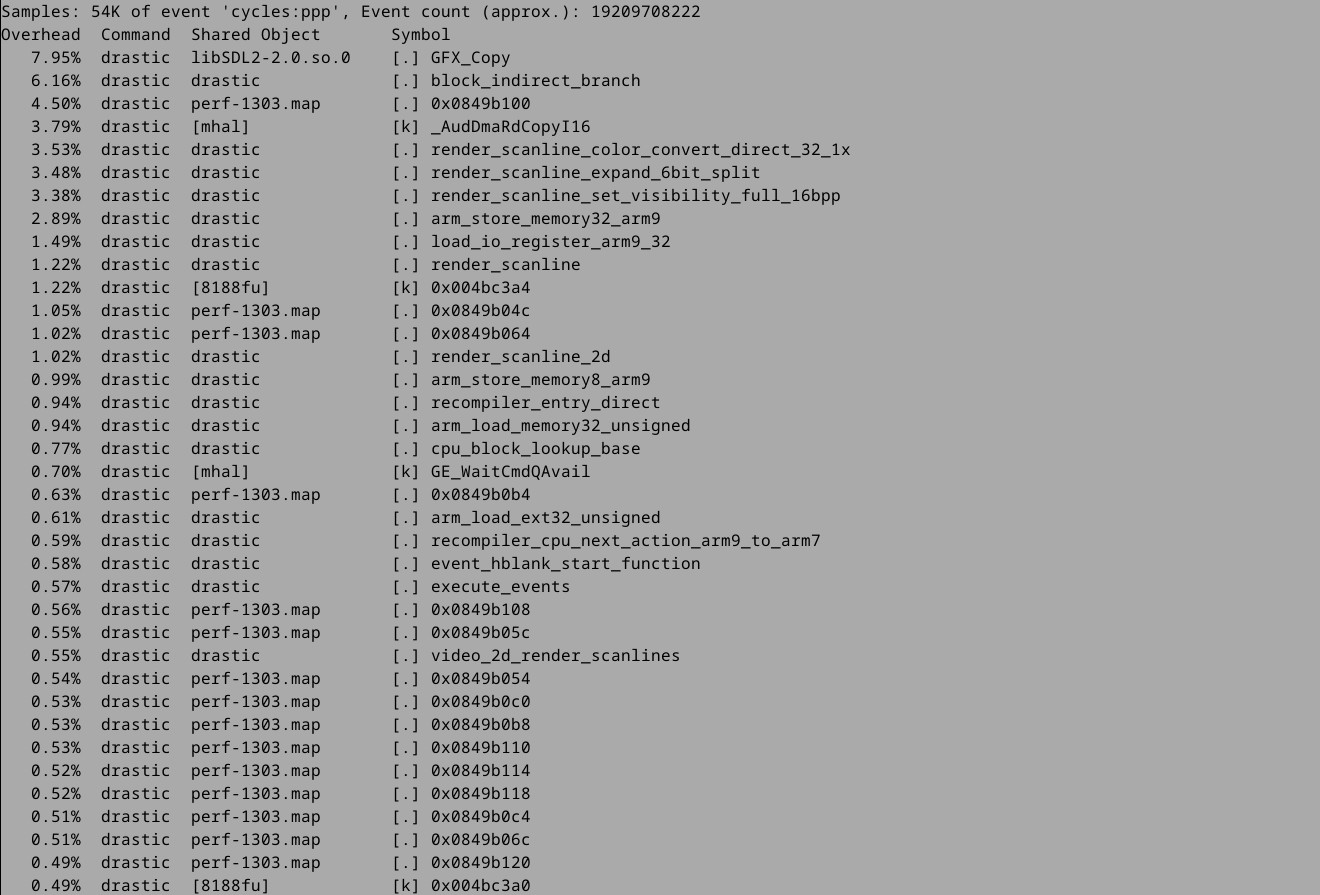 Samples: 54K of event 'cycles:ppp', Event count (approx.): 19209708222
Overhead  Command  Shared Object       Symbol
   7.95%  drastic  libSDL2-2.0.so.0    [.] GFX_Copy
   6.16%  drastic  drastic             [.] block_indirect_branch
   4.50%  drastic  perf-1303.map       [.] 0x0849b100
   3.79%  drastic  [mhal]              [k] _AudDmaRdCopyI16
   3.53%  drastic  drastic             [.] render_scanline_color_convert_direct_32_1x
   3.48%  drastic  drastic             [.] render_scanline_expand_6bit_split
   3.38%  drastic  drastic             [.] render_scanline_set_visibility_full_16bpp
   2.89%  drastic  drastic             [.] arm_store_memory32_arm9
   1.49%  drastic  drastic             [.] load_io_register_arm9_32
   1.22%  drastic  drastic             [.] render_scanline
   1.22%  drastic  [8188fu]            [k] 0x004bc3a4
   1.05%  drastic  perf-1303.map       [.] 0x0849b04c
   1.02%  drastic  perf-1303.map       [.] 0x0849b064
   1.02%  drastic  drastic             [.] render_scanline_2d
   0.99%  drastic  drastic             [.] arm_store_memory8_arm9
   0.94%  drastic  drastic             [.] recompiler_entry_direct
   0.94%  drastic  drastic             [.] arm_load_memory32_unsigned
   0.77%  drastic  drastic             [.] cpu_block_lookup_base
   0.70%  drastic  [mhal]              [k] GE_WaitCmdQAvail
   0.63%  drastic  perf-1303.map       [.] 0x0849b0b4
   0.61%  drastic  drastic             [.] arm_load_ext32_unsigned
   0.59%  drastic  drastic             [.] recompiler_cpu_next_action_arm9_to_arm7
   0.58%  drastic  drastic             [.] event_hblank_start_function
   0.57%  drastic  drastic             [.] execute_events
   0.56%  drastic  perf-1303.map       [.] 0x0849b108
   0.55%  drastic  perf-1303.map       [.] 0x0849b05c
   0.55%  drastic  drastic             [.] video_2d_render_scanlines
   0.54%  drastic  perf-1303.map       [.] 0x0849b054
   0.53%  drastic  perf-1303.map       [.] 0x0849b0c0
   0.53%  drastic  perf-1303.map       [.] 0x0849b0b8
   0.53%  drastic  perf-1303.map       [.] 0x0849b110
   0.52%  drastic  perf-1303.map       [.] 0x0849b114
   0.52%  drastic  perf-1303.map       [.] 0x0849b118
   0.51%  drastic  perf-1303.map       [.] 0x0849b0c4
   0.51%  drastic  perf-1303.map       [.] 0x0849b06c
   0.49%  drastic  perf-1303.map       [.] 0x0849b120
   0.49%  drastic  [8188fu]            [k] 0x004bc3a0